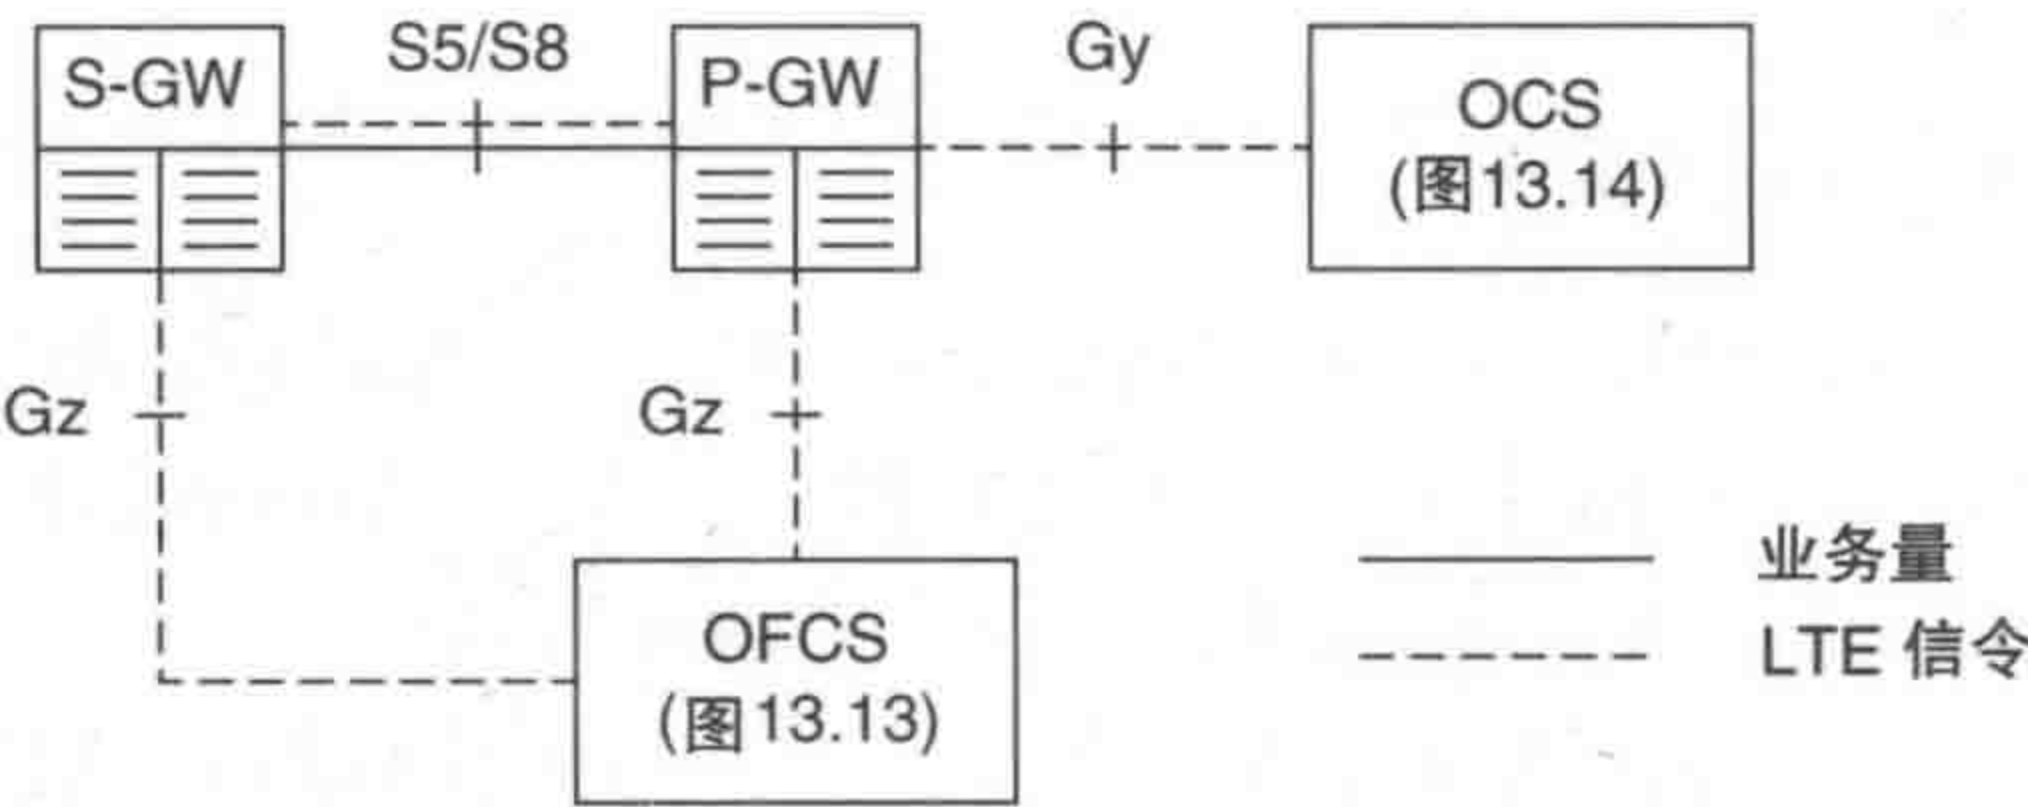 S-GW
S5/S8
P-GW
Gy
OCS
(图13.14)
Gz
Gz
OFCS
(图13.13)
业务量
LTE 信令